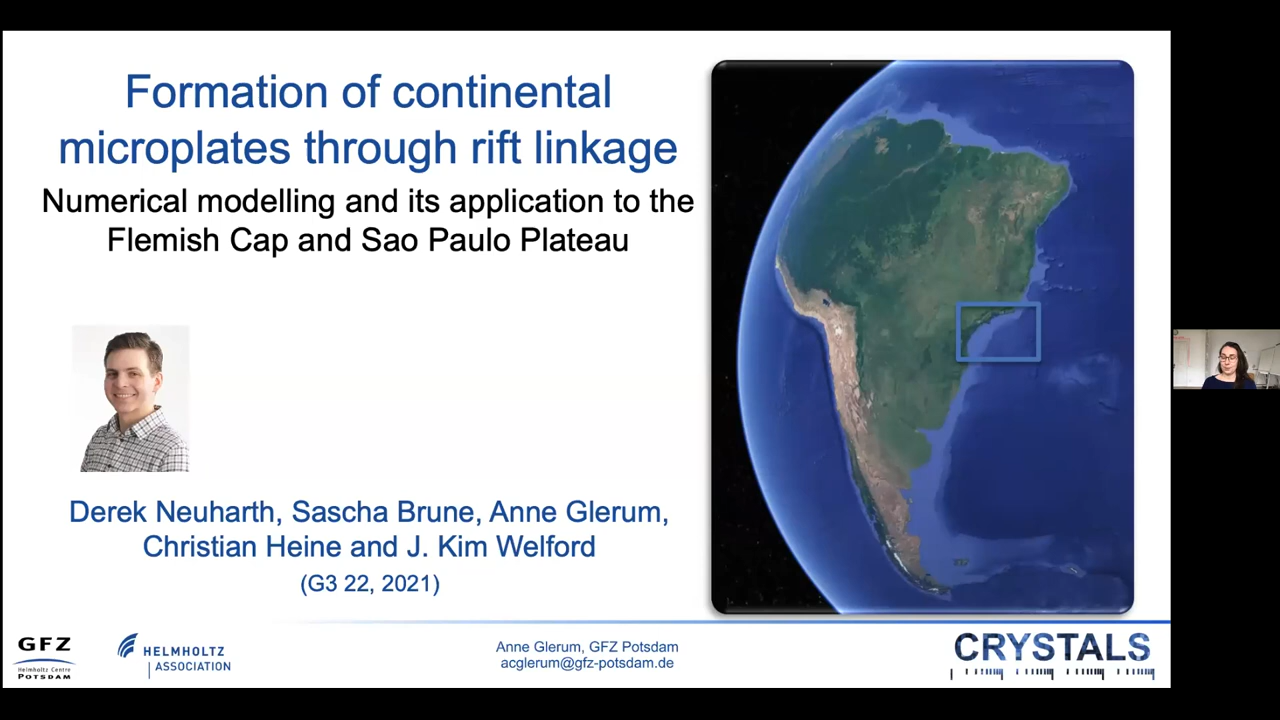 Formation of continental
microplates through rift linkage
Numerical modelling and its application to the
Flemish Cap and Sao Paulo Plateau
Derek Neuharth, Sascha Brune, Anne Glerum,
Christian Heine and J. Kim Welford
(G3 22, 2021)
GFZ
Helmholtz Centre
POTSDAM
HELMHOLTZ
ASSOCIATION
Anne Glerum, GFZ Potsdam
acglerum@gfz-potsdam.de
CRYSTALS